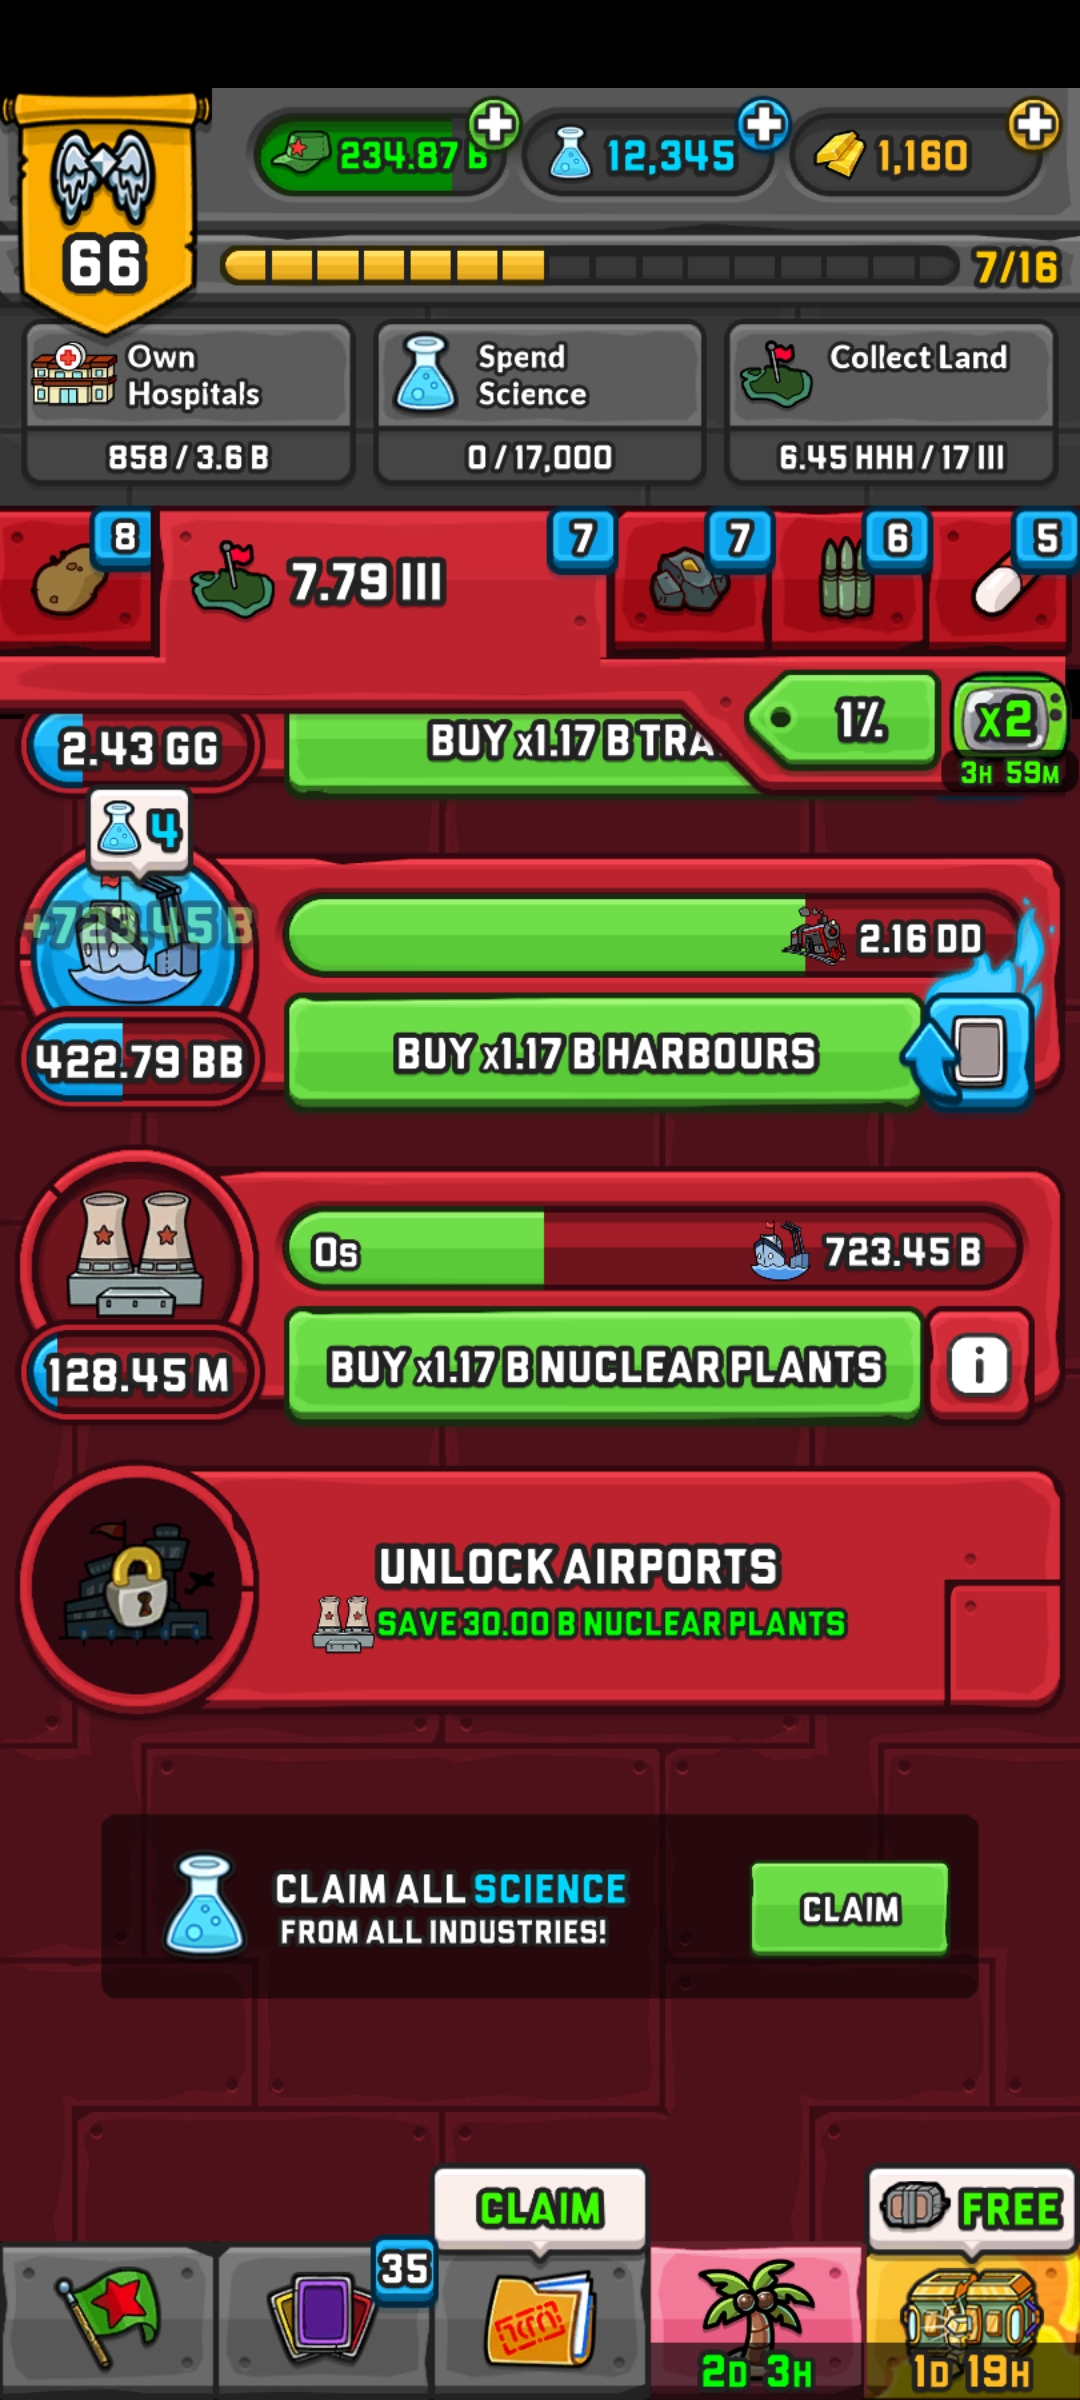 234.87 B
12,345
1,160
66
7/16
Own
Hospitals
858 / 3.6 B
Spend
Science
0 / 17,000
Collect Land
6.45 HHH / 17 III
8
7.79 III
7
7
6
5
1%
x2
3H 59M
2.43 GG
BUY x1.17 B TRA
4
+723.45 B
2.16 DD
422.79 BB
BUY x1.17 B HARBOURS
0s
723.45 B
128.45 M
BUY x1.17 B NUCLEAR PLANTS
i
UNLOCK AIRPORTS
SAVE 30.00 B NUCLEAR PLANTS
CLAIM ALL SCIENCE
FROM ALL INDUSTRIES!
CLAIM
CLAIM
FREE
35
2D 3H
1D 19H